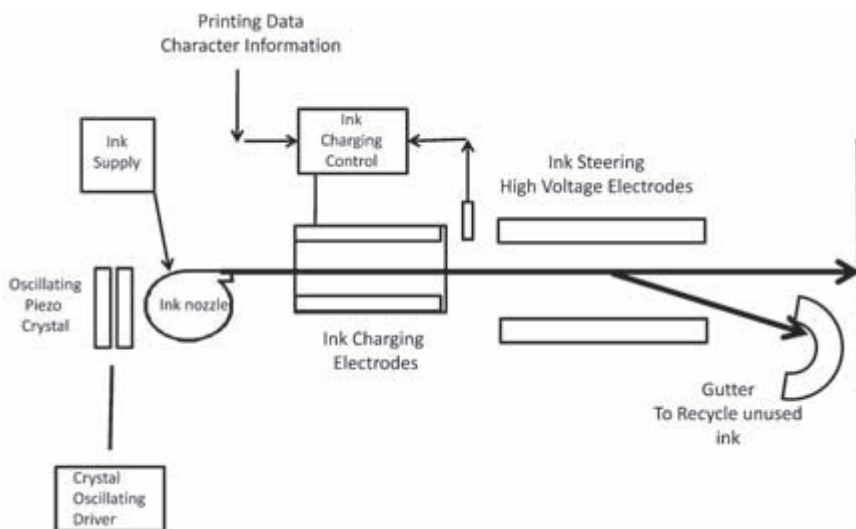 Printing Data
Character Information
Ink
Supply
Ink
Charging
Control
Ink Steering
High Voltage Electrodes
Oscillating
Piezo
Crystal
Ink nozzle
Ink Charging
Electrodes
Gutter
To Recycle unused
ink
Crystal
Oscillating
Driver